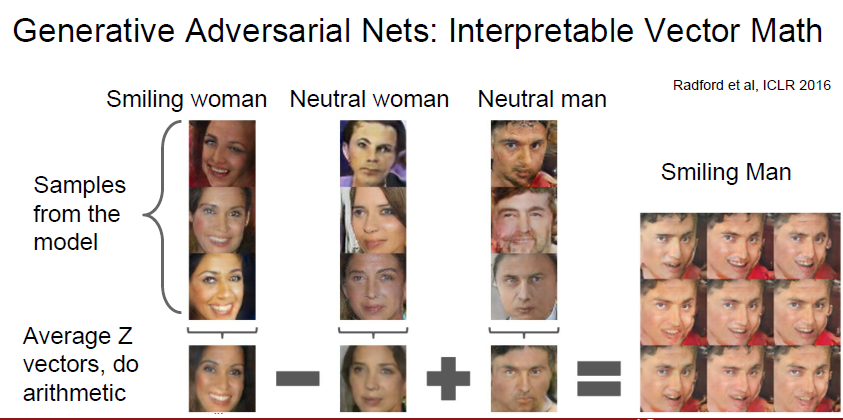 Generative Adversarial Nets: Interpretable Vector Math
Radford et al, ICLR 2016
Smiling woman
Neutral woman
Neutral man
Samples
from the
model
Smiling Man
Average Z
vectors, do
arithmetic